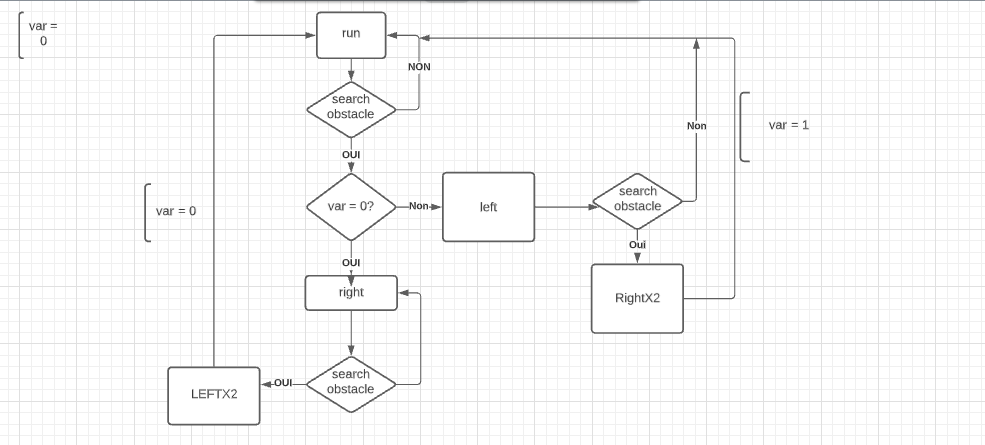 var =
0
run
NON
search
obstacle
Non
var = 1
OUI
search
obstacle
var = 0?
Non
left
var = 0
Oui
OUI
right
RightX2
search
obstacle
OUI
LEFTX2